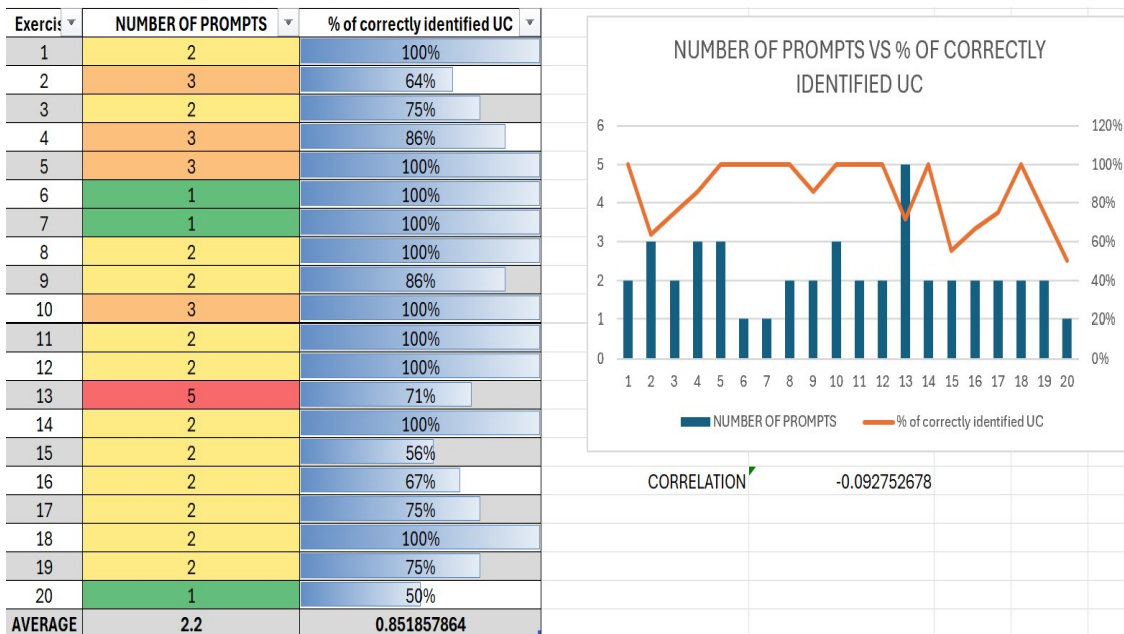 Exercis NUMBER OF PROMPTS % of correctly identified UC
1 2 100%
2 3 64%
3 2 75%
4 3 86%
5 3 100%
6 1 100%
7 1 100%
8 2 100%
9 2 86%
10 3 100%
11 2 100%
12 2 100%
13 5 71%
14 2 100%
15 2 56%
16 2 67%
17 2 75%
18 2 100%
19 2 75%
20 1 50%
AVERAGE 2.2 0.851857864
NUMBER OF PROMPTS VS % OF CORRECTLY
IDENTIFIED UC
6 120%
5 100%
4 80%
3 60%
2 40%
1 20%
0 0%
1 2 3 4 5 6 7 8 9 10 11 12 13 14 15 16 17 18 19 20
NUMBER OF PROMPTS % of correctly identified UC
CORRELATION -0.092752678